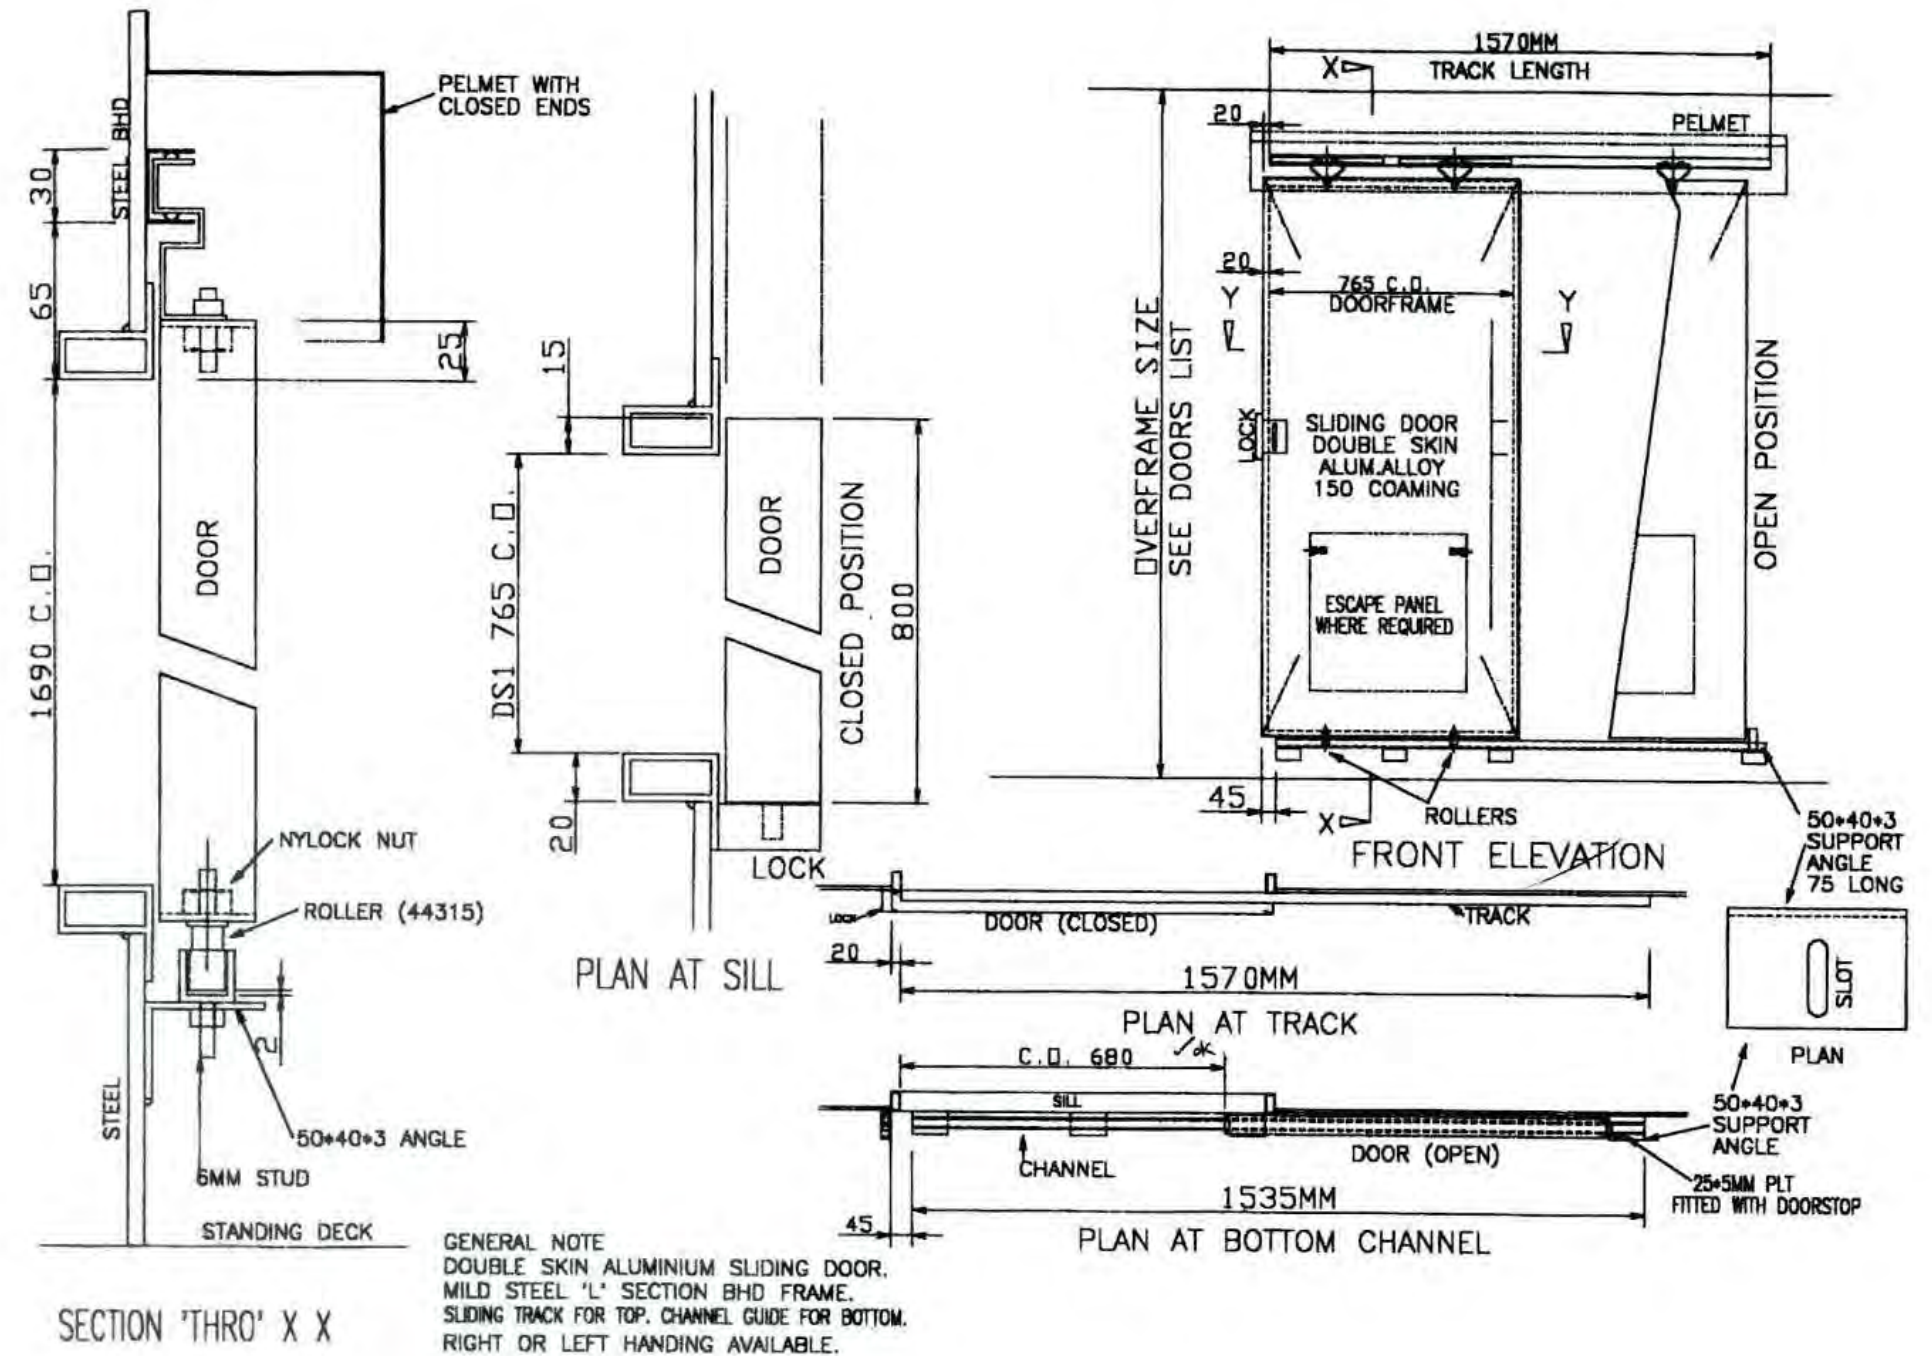 PELMET WITH
CLOSED ENDS
STEEL BHD
30
65
25
1690 C.O.
DOOR
NYLOCK NUT
ROLLER (44315)
2
STEEL
50*40*3 ANGLE
6MM STUD
STANDING DECK
SECTION 'THRO' X X
15
DS1 765 C.O.
DOOR
CLOSED POSITION
800
20
LOCK
PLAN AT SILL
1570MM
TRACK LENGTH
X
20
PELMET
20
765 C.O.
DOORFRAME
Y
Y
OVERFRAME SIZE
SEE DOORS LIST
LOCK
SLIDING DOOR
DOUBLE SKIN
ALUM.ALLOY
150 COAMING
OPEN POSITION
ESCAPE PANEL
WHERE REQUIRED
45
X
ROLLERS
FRONT ELEVATION
50*40*3
SUPPORT
ANGLE
75 LONG
LOCK
DOOR (CLOSED)
TRACK
20
1570MM
PLAN AT TRACK
SLOT
PLAN
C.O. 680
ok
SILL
CHANNEL
DOOR (OPEN)
50*40*3
SUPPORT
ANGLE
25*5MM PLT
FITTED WITH DOORSTOP
1535MM
45
PLAN AT BOTTOM CHANNEL
GENERAL NOTE
DOUBLE SKIN ALUMINIUM SLIDING DOOR.
MILD STEEL 'L' SECTION BHD FRAME.
SLIDING TRACK FOR TOP. CHANNEL GUIDE FOR BOTTOM.
RIGHT OR LEFT HANDING AVAILABLE.